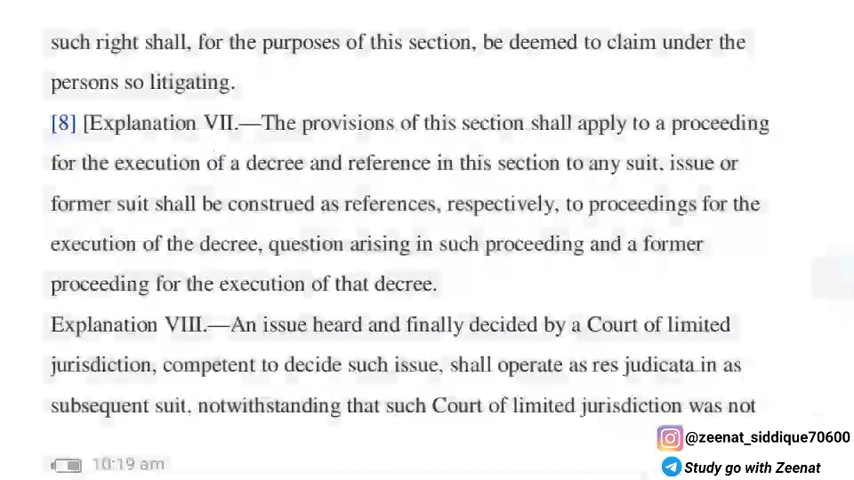 such right shall, for the purposes of this section, be deemed to claim under the
persons so litigating.
[8] [Explanation VII.—The provisions of this section shall apply to a proceeding
for the execution of a decree and reference in this section to any suit, issue or
former suit shall be construed as references, respectively, to proceedings for the
execution of the decree, question arising in such proceeding and a former
proceeding for the execution of that decree.
Explanation VIII.—An issue heard and finally decided by a Court of limited
jurisdiction, competent to decide such issue, shall operate as res judicata in as
subsequent suit, notwithstanding that such Court of limited jurisdiction was not
@zeenat_siddique70600
10:19 am
Study go with Zeenat